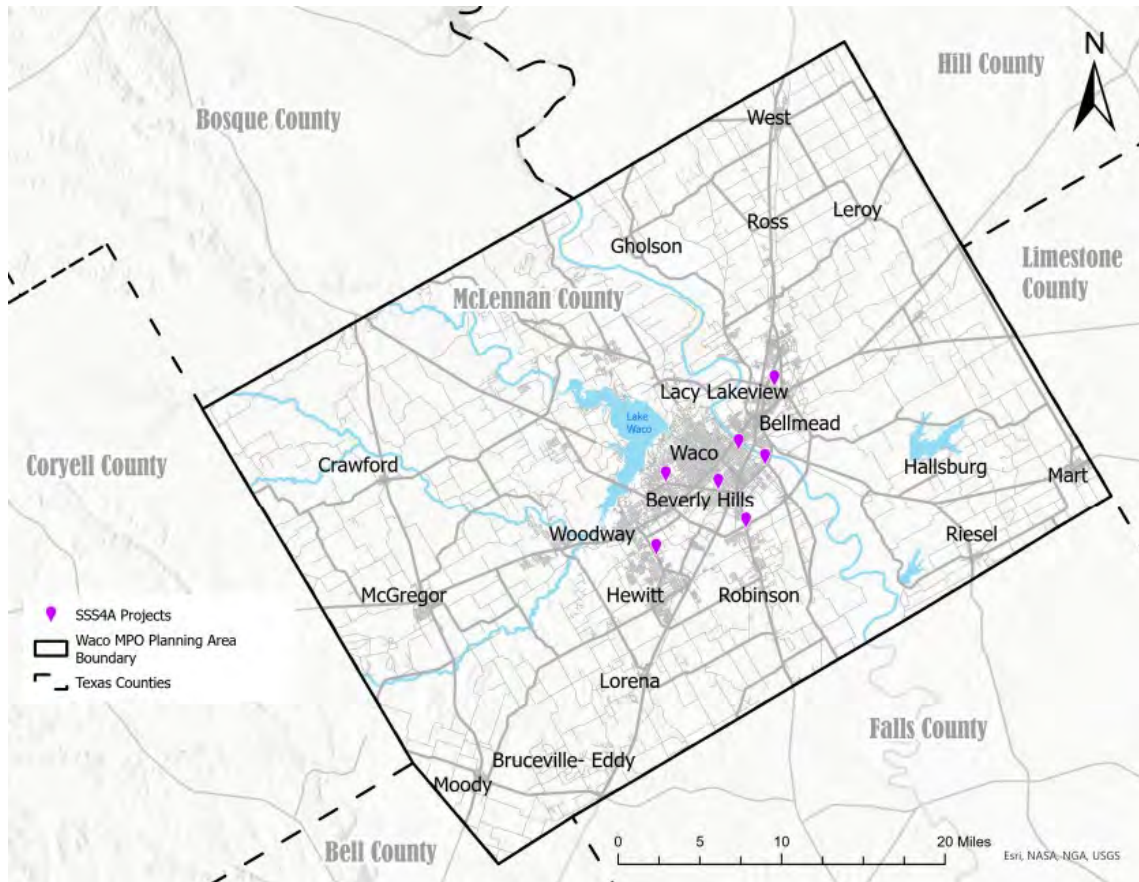 N
Hill County
West
Bosque County
Ross
Leroy
Gholson
Limestone
County
McLennan County
Lacy Lakeview
Bellmead
Lake
Waco
Waco
Coryell County
Crawford
Hallsburg
Mart
Beverly Hills
Woodway
Riesel
McGregor
Hewitt
Robinson
SSS4A Projects
Waco MPO Planning Area
Boundary
Texas Counties
Lorena
Falls County
Bruceville- Eddy
Moody
Bell County
0 5 10 20 Miles
Esri, NASA, NGA, USGS